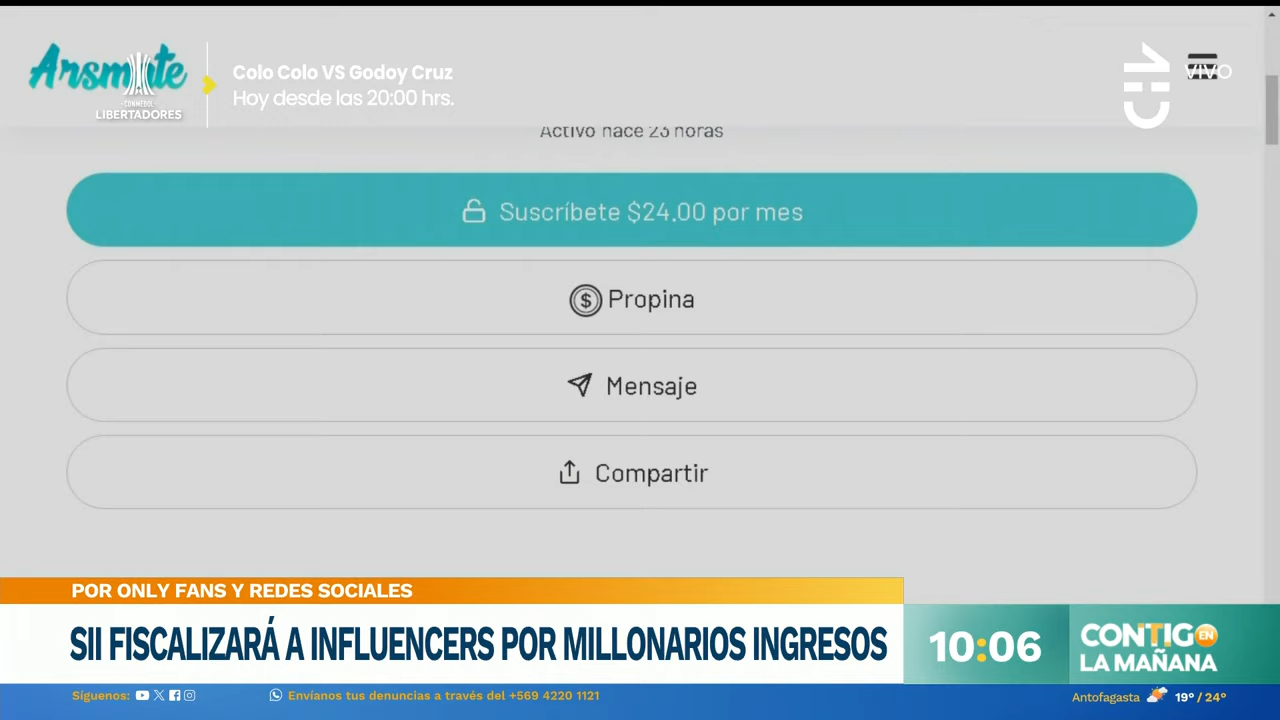 Arsmate
CONMEBOL
LIBERTADORES
Colo Colo VS Godoy Cruz
Hoy desde las 20:00 hrs.
CHV
VIVO
Activo hace 23 horas
Suscríbete $24.00 por mes
Propina
Mensaje
Compartir
POR ONLY FANS Y REDES SOCIALES
SII FISCALIZARÁ A INFLUENCERS POR MILLONARIOS INGRESOS
10:06
CONTIGO EN
LA MAÑANA
Síguenos:
Envíanos tus denuncias a través del +569 4220 1121
Antofagasta 19° / 24°